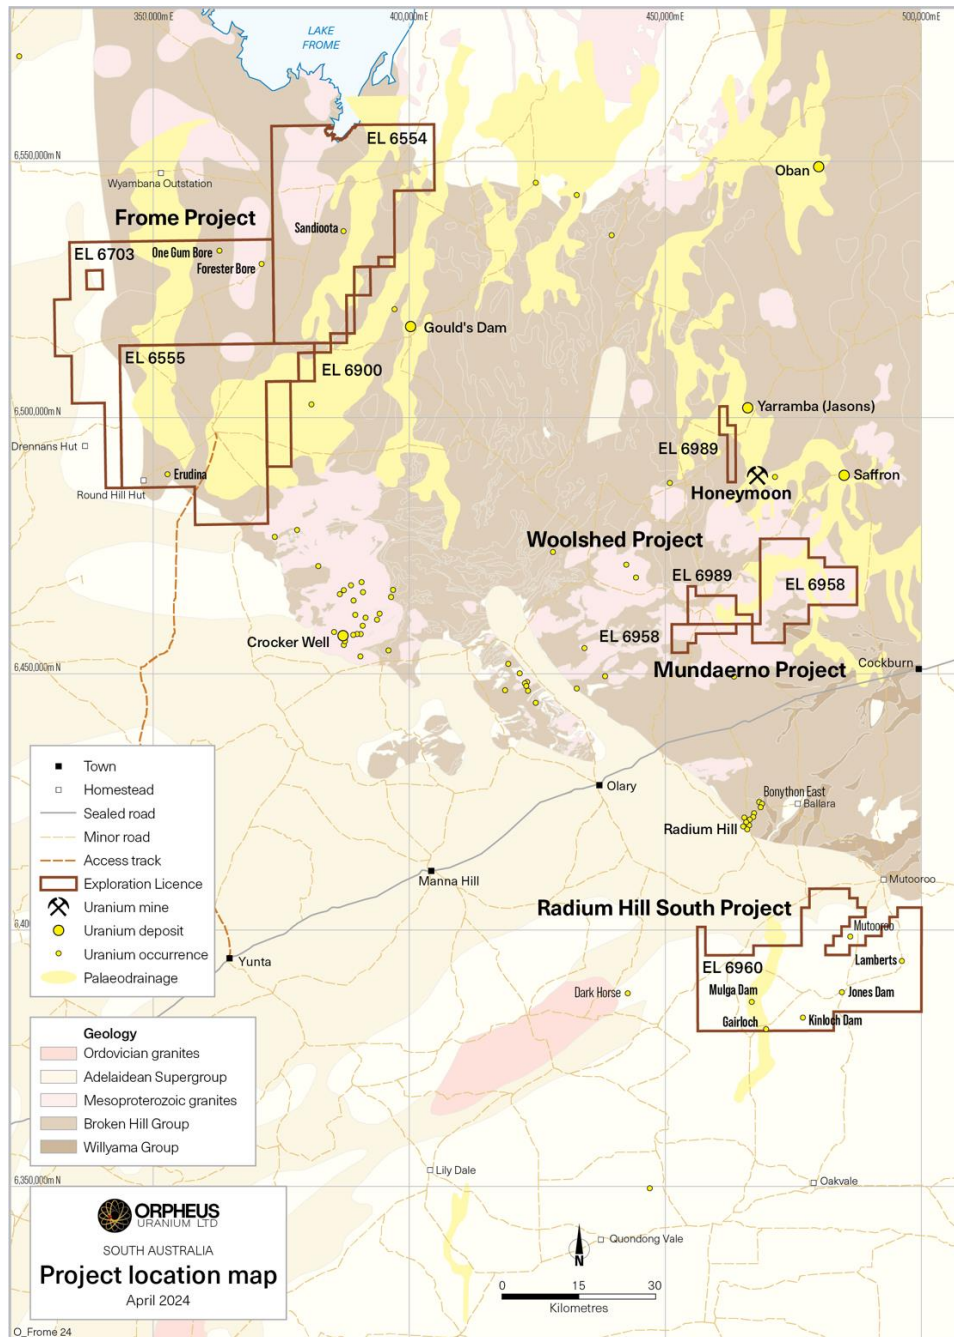 350,000m E
400,000m E
450,000m E
500,000m E
LAKE
FROME
EL 6554
6,550,000m N
Oban
Wyambana Outstation
Frome Project
Sandioota
EL 6703
One Gum Bore
Forester Bore
Gould's Dam
EL 6555
EL 6900
Yarramba (Jasons)
6,500,000m N
Drennans Hut
EL 6989
Erudina
Saffron
Round Hill Hut
Honeymoon
Woolshed Project
EL 6989
EL 6958
EL 6958
Crocker Well
Mundaerno Project
Cockburn
6,450,000m N
Olary
Bonython East
Ballara
Radium Hill
Manna Hill
Mutooroo
Radium Hill South Project
Mutooroo
Yunta
EL 6960
Lamberts
Mulga Dam
Jones Dam
Dark Horse
Gairloch
Kinloch Dam
Town
Homestead
Sealed road
Minor road
Access track
Exploration Licence
Uranium mine
Uranium deposit
Uranium occurrence
Palaeodrainage
Geology
Ordovician granites
Adelaidean Supergroup
Mesoproterozoic granites
Broken Hill Group
Willyama Group
Lily Dale
Oakvale
6,350,000m N
Quondong Vale
N
0 15 30
Kilometres
ORPHEUS
URANIUM LTD
SOUTH AUSTRALIA
Project location map
April 2024
O_Frome 24